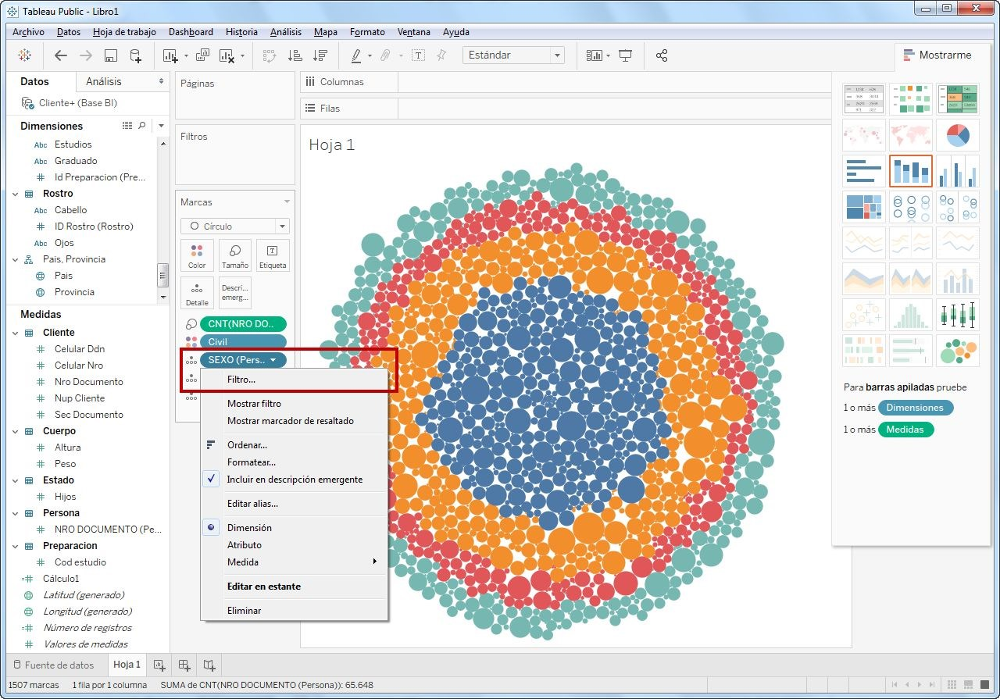 Tableau Public - Libro1
Archivo Datos Hoja de trabajo Dashboard Historia Análisis Mapa Formato Ventana Ayuda
Estándar
Mostrarme
Datos
Análisis
Cliente+ (Base BI)
Dimensiones
Abc Estudios
Abc Graduado
Id Preparacion (Pre...
Rostro
Abc Cabello
ID Rostro (Rostro)
Abc Ojos
Pais, Provincia
Pais
Provincia
Medidas
Cliente
Celular Ddn
Celular Nro
Nro Documento
Nup Cliente
Sec Documento
Cuerpo
Altura
Peso
Estado
Hijos
Persona
NRO DOCUMENTO (Pe...
Preparacion
Cod estudio
Cálculo1
Latitud (generado)
Longitud (generado)
Número de registros
Valores de medidas
Páginas
Filtros
Marcas
Círculo
Color
Tamaño
Etiqueta
Detalle
Descri...
emerg...
CNT(NRO DO..
Civil
SEXO (Pers..
Filtro...
Mostrar filtro
Mostrar marcador de resaltado
Ordenar...
Formatear...
Incluir en descripción emergente
Editar alias...
Dimensión
Atributo
Medida
Editar en estante
Eliminar
Columnas
Filas
Hoja 1
Para barras apiladas pruebe
1 o más Dimensiones
1 o más Medidas
Fuente de datos
Hoja 1
1507 marcas 1 fila por 1 columna SUMA de CNT(NRO DOCUMENTO (Persona)): 65.648